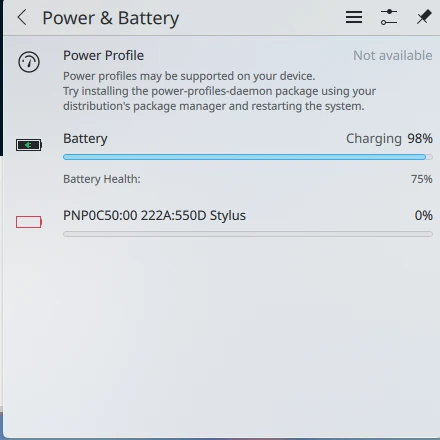 Power & Battery
Power Profile
Not available
Power profiles may be supported on your device.
Try installing the power-profiles-daemon package using your
distribution's package manager and restarting the system.
Battery
Charging 98%
Battery Health:
75%
PNP0C50:00 222A:550D Stylus
0%